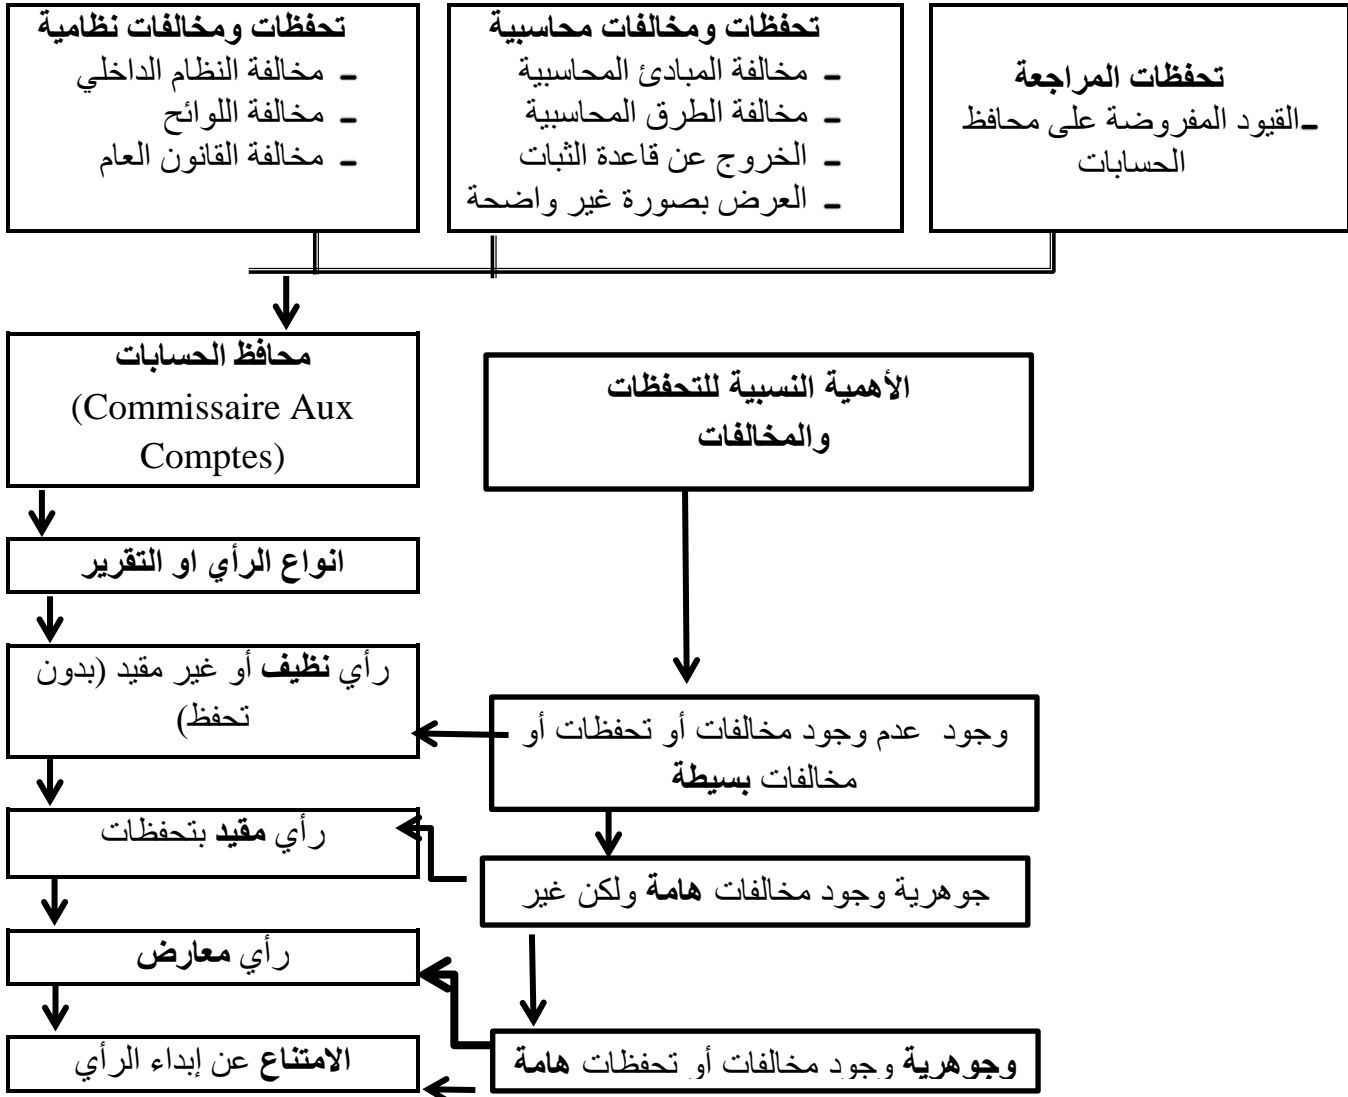 تحفظات المراجعة
-القيود المفروضة على محافظ
الحسابات
تحفظات ومخالفات محاسبية
- مخالفة المبادئ المحاسبية
- مخالفة الطرق المحاسبية
- الخروج عن قاعدة الثبات
- العرض بصورة غير واضحة
تحفظات ومخالفات نظامية
- مخالفة النظام الداخلي
- مخالفة اللوائح
- مخالفة القانون العام
محافظ الحسابات
(Commissaire Aux
Comptes)
الأهمية النسبية للتحفظات
والمخالفات
انواع الرأي او التقرير
رأي نظيف أو غير مقيد (بدون
تحفظ)
وجود عدم وجود مخالفات أو تحفظات أو
مخالفات بسيطة
رأي مقيد بتحفظات
جوهرية وجود مخالفات هامة ولكن غير
رأي معارض
وجوهرية وجود مخالفات أو تحفظات هامة
الامتناع عن إبداء الرأي